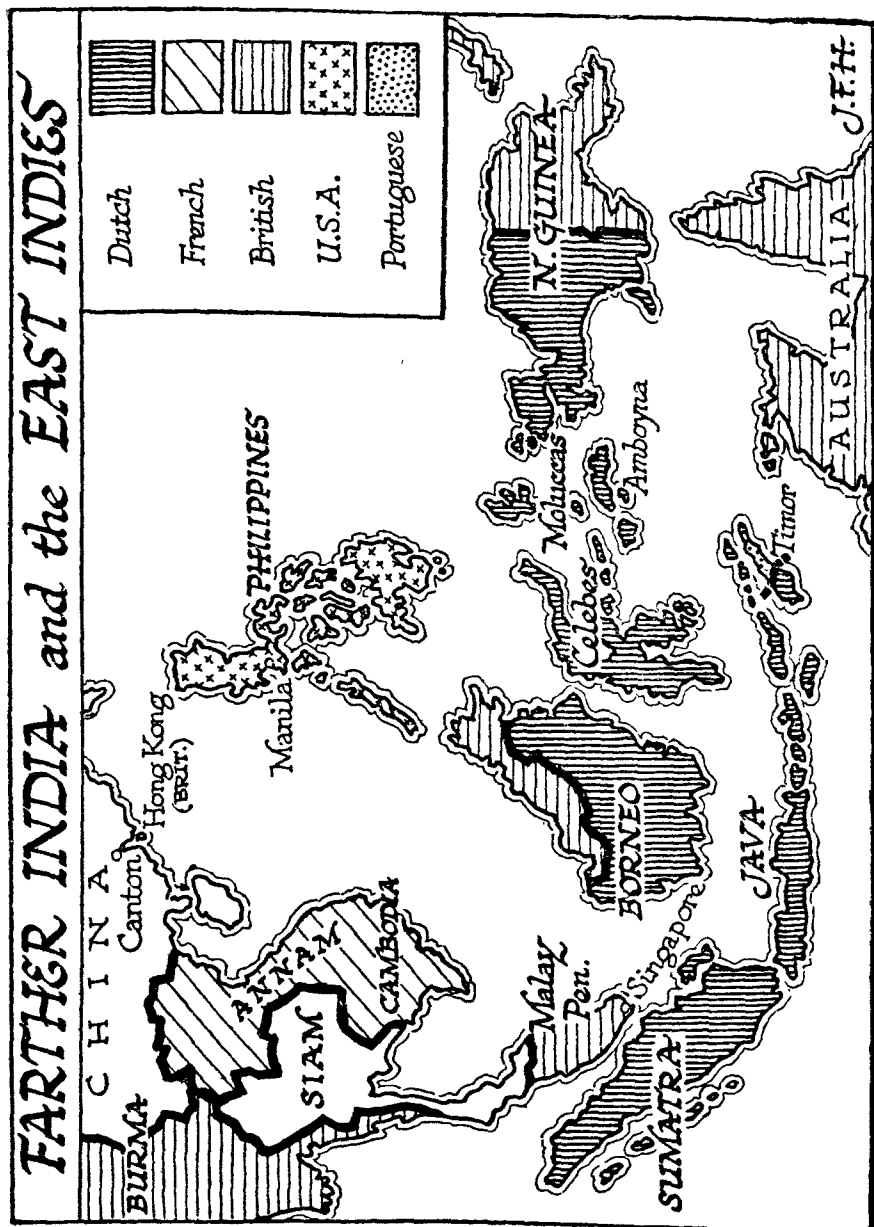 FARTHER INDIA and the EAST INDIES
Dutch
French
British
U.S.A.
Portuguese
CHINA
BURMA
Canton
Hong Kong
(BRIT.)
PHILIPPINES
Manila
ANNAM
SIAM
CAMBODIA
Malay
Pen.
Singapore
BORNEO
Celebes
Moluccas
Amboyna
N. GUINEA
SUMATRA
JAVA
Timor
AUSTRALIA
J.F.H.